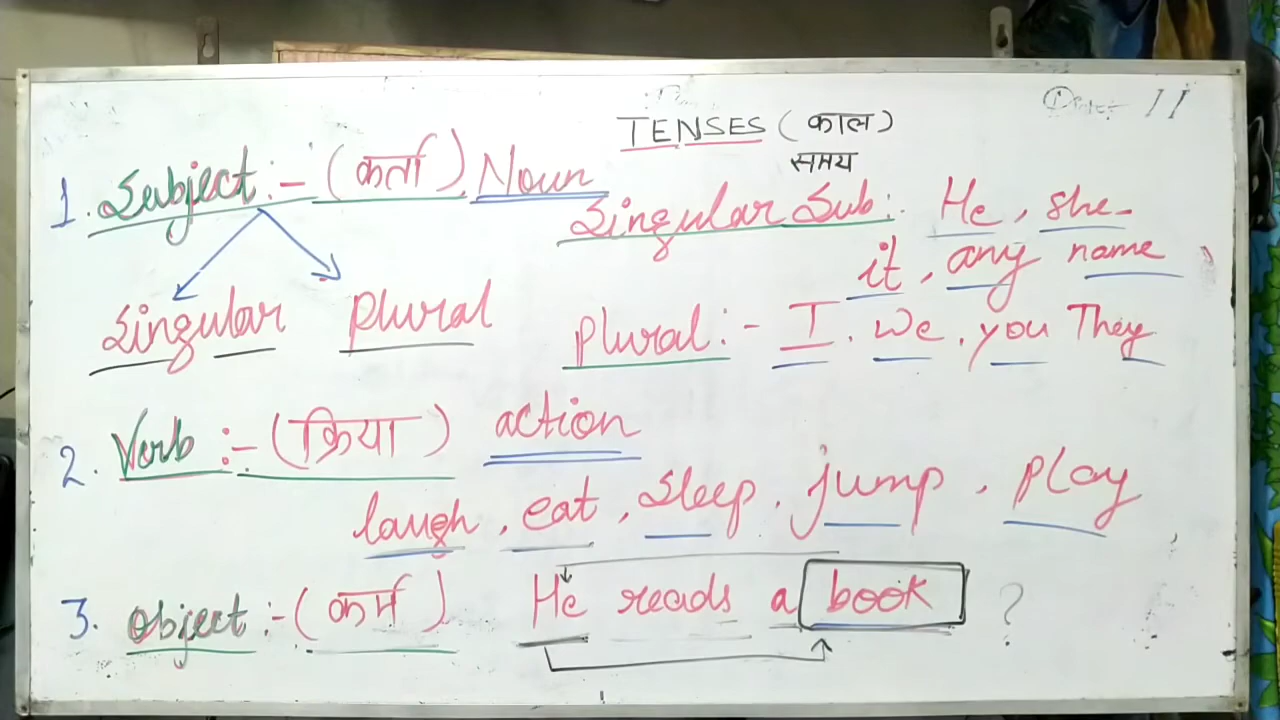 TENSES (काल)
समय
1. Subject :- (कर्ता) Noun
Singular Plural
Singular Sub:. He, she
it, any name
Plural :- I. We. you They
2. Verb :- (क्रिया) action
laugh, eat, sleep. jump. play
3. object :- (कर्म) He reads a book ?